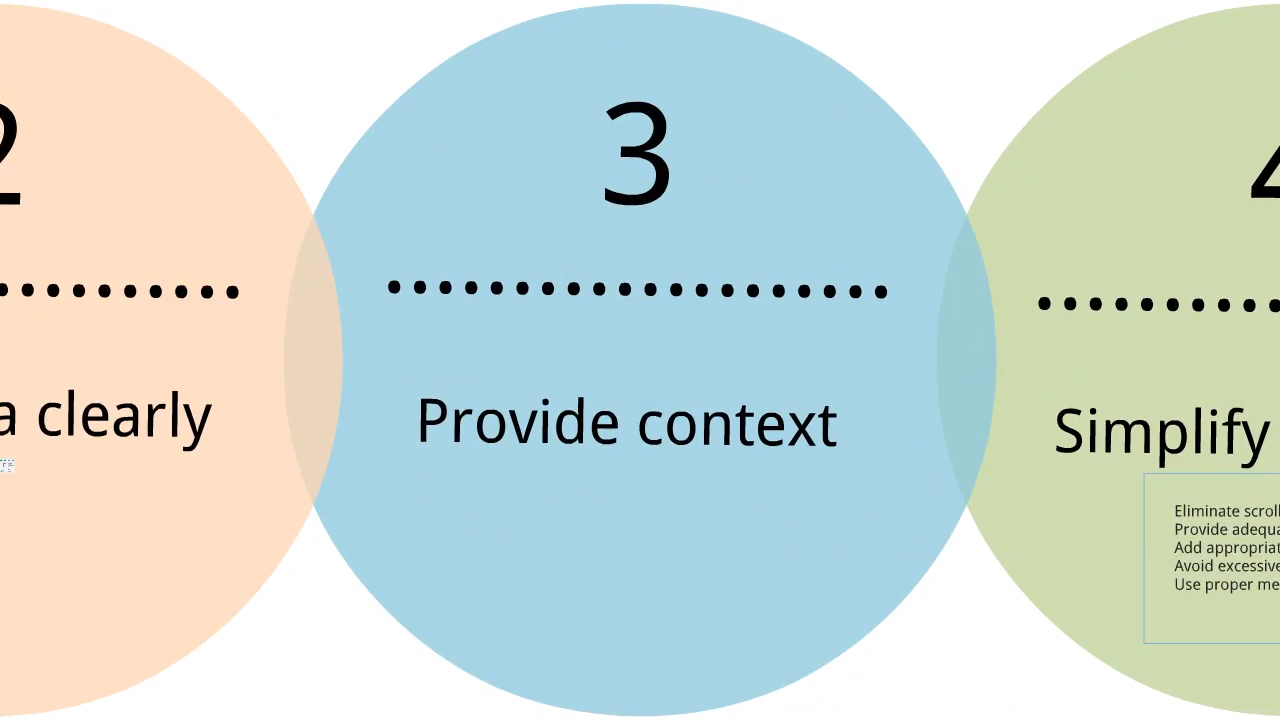 2
a clearly
3
Provide context
4
Simplify
Eliminate scroll
Provide adequa
Add appropriat
Avoid excessive
Use proper me